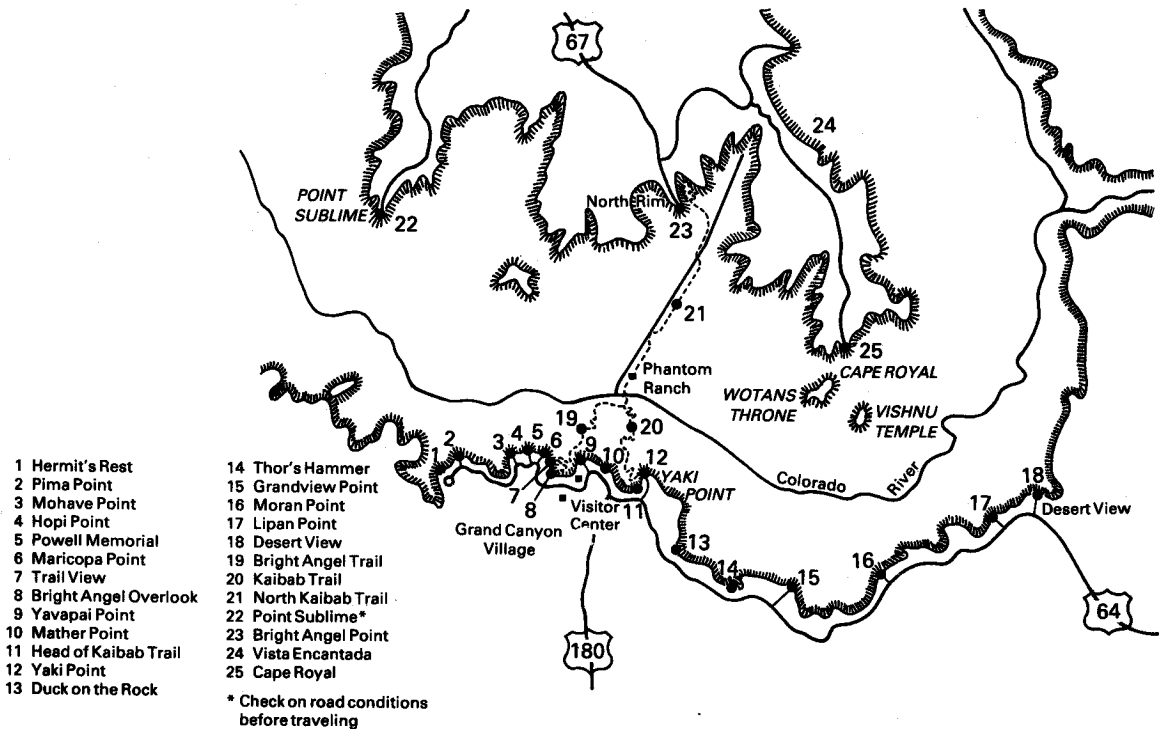 67
24
POINT
SUBLIME
22
North Rim
23
21
25
CAPE ROYAL
Phantom
Ranch
WOTANS
THRONE
VISHNU
TEMPLE
19
20
1
2
3
4
5
6
7
8
9
10
11
12
YAKI
POINT
Colorado
River
Visitor
Center
Grand Canyon
Village
13
14
15
16
17
18
Desert View
64
180
1 Hermit's Rest
2 Pima Point
3 Mohave Point
4 Hopi Point
5 Powell Memorial
6 Maricopa Point
7 Trail View
8 Bright Angel Overlook
9 Yavapai Point
10 Mather Point
11 Head of Kaibab Trail
12 Yaki Point
13 Duck on the Rock
14 Thor's Hammer
15 Grandview Point
16 Moran Point
17 Lipan Point
18 Desert View
19 Bright Angel Trail
20 Kaibab Trail
21 North Kaibab Trail
22 Point Sublime*
23 Bright Angel Point
24 Vista Encantada
25 Cape Royal
* Check on road conditions
before traveling